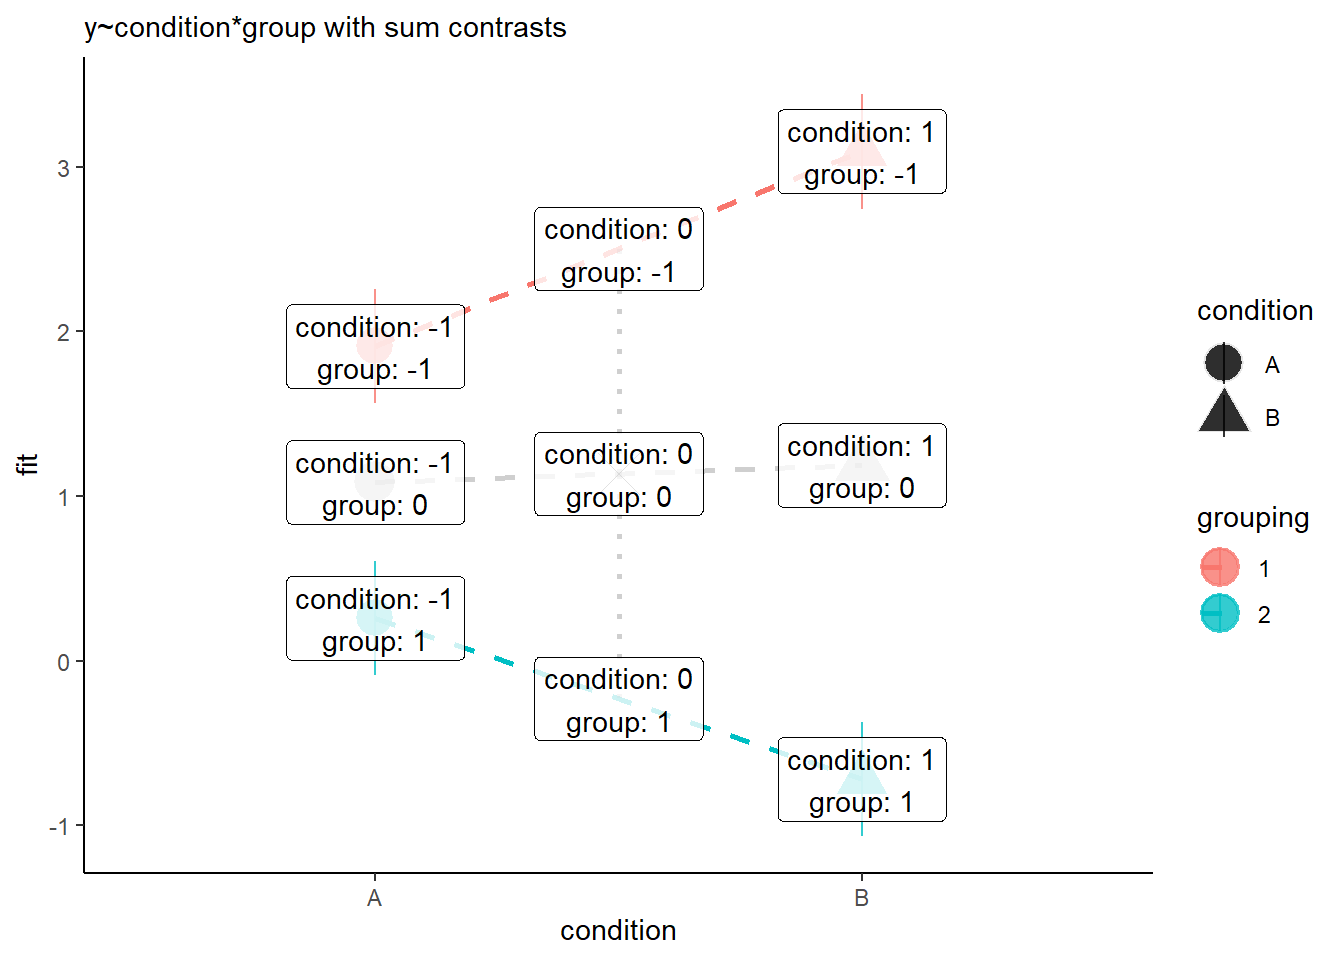 y~condition*group with sum contrasts
fit
3
2
1
0
-1
condition: 1
group: -1
condition: 0
group: -1
condition: -1
group: -1
condition: -1
group: 0
condition: 0
group: 0
condition: 1
group: 0
condition: -1
group: 1
condition: 0
group: 1
condition: 1
group: 1
A
B
condition
condition
A
B
grouping
1
2